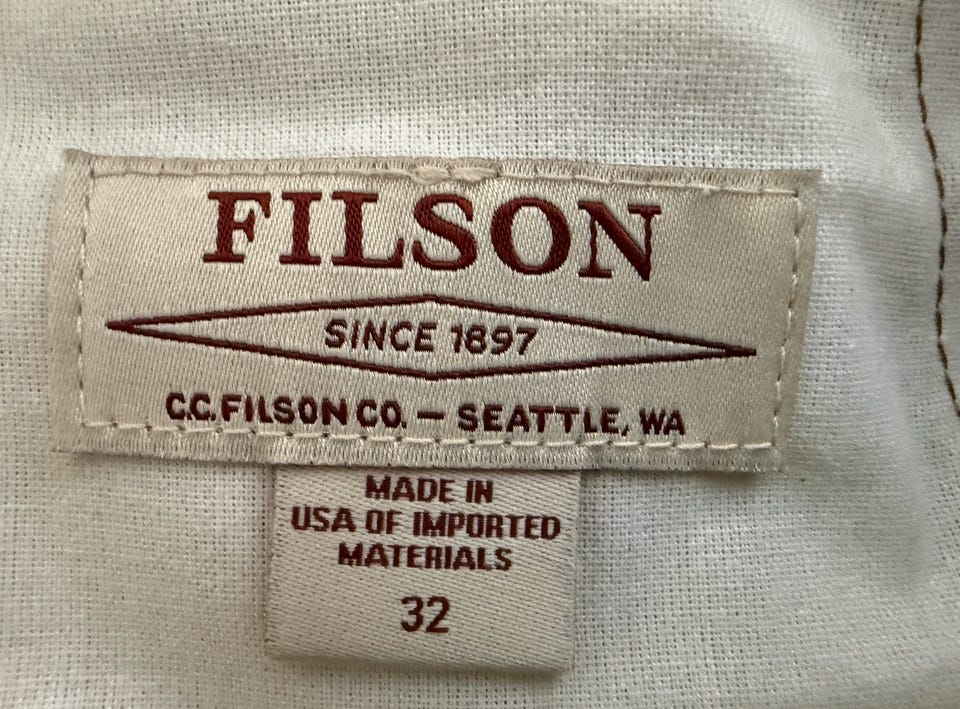 FILSON
SINCE 1897
C.C. FILSON CO. — SEATTLE, WA
MADE IN
USA OF IMPORTED
MATERIALS
32